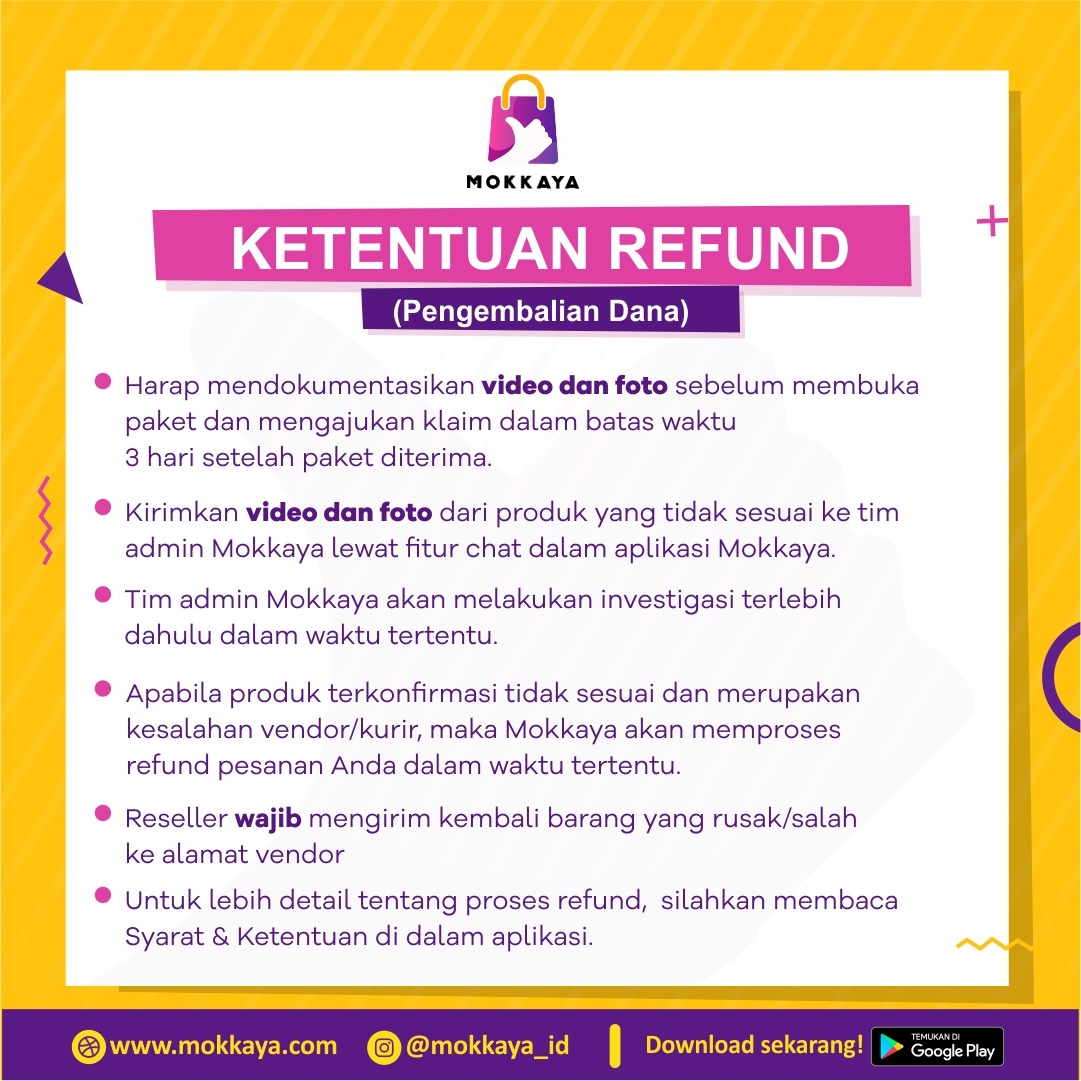 MOKKAYA
KETENTUAN REFUND
(Pengembalian Dana)
Harap mendokumentasikan video dan foto sebelum membuka
paket dan mengajukan klaim dalam batas waktu
3 hari setelah paket diterima.
Kirimkan video dan foto dari produk yang tidak sesuai ke tim
admin Mokkaya lewat fitur chat dalam aplikasi Mokkaya.
Tim admin Mokkaya akan melakukan investigasi terlebih
dahulu dalam waktu tertentu.
Apabila produk terkonfirmasi tidak sesuai dan merupakan
kesalahan vendor/kurir, maka Mokkaya akan memproses
refund pesanan Anda dalam waktu tertentu.
Reseller wajib mengirim kembali barang yang rusak/salah
ke alamat vendor
Untuk lebih detail tentang proses refund, silahkan membaca
Syarat & Ketentuan di dalam aplikasi.
www.mokkaya.com @mokkaya_id Download sekarang! TEMUKAN DI Google Play